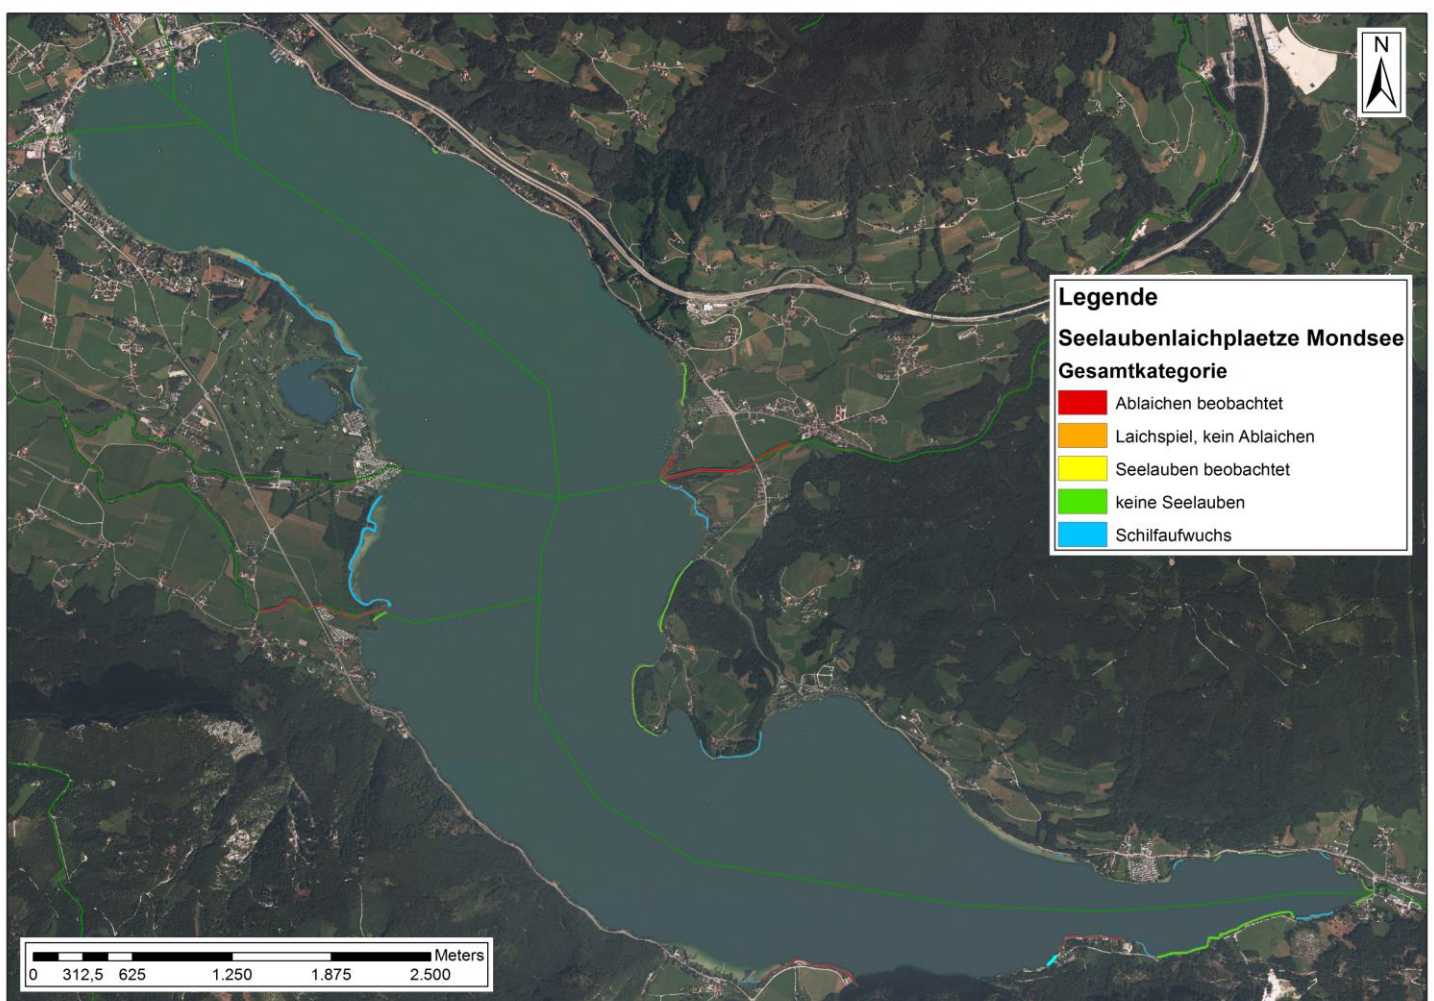 N
Legende
Seelaubenlaichplaetze Mondsee
Gesamtkategorie
Ablaichen beobachtet
Laichspiel, kein Ablaichen
Seelauben beobachtet
keine Seelauben
Schilfaufwuchs
Meters
0 312,5 625 1.250 1.875 2.500